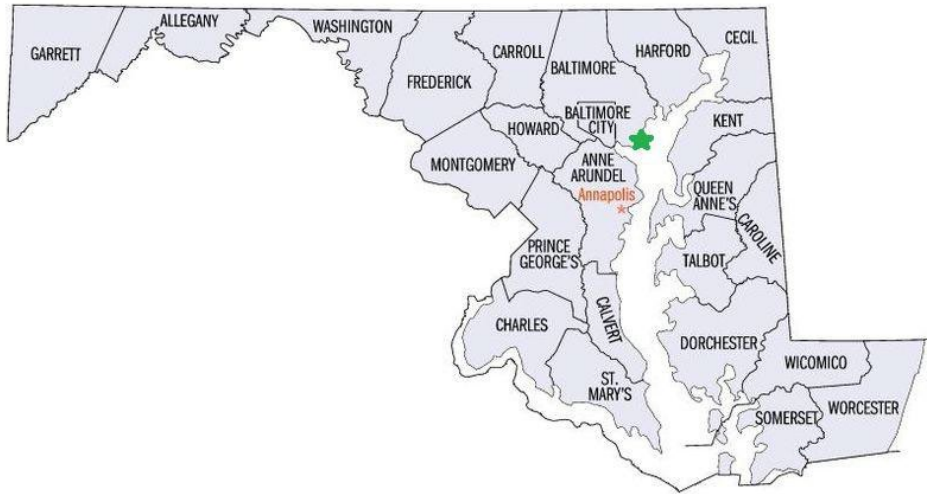 GARRETT
ALLEGANY
WASHINGTON
FREDERICK
CARROLL
BALTIMORE
HARFORD
CECIL
BALTIMORE
CITY
HOWARD
KENT
MONTGOMERY
ANNE
ARUNDEL
Annapolis
*
QUEEN
ANNE'S
CAROLINE
PRINCE
GEORGE'S
TALBOT
CHARLES
CALVERT
DORCHESTER
WICOMICO
ST.
MARY'S
SOMERSET
WORCESTER